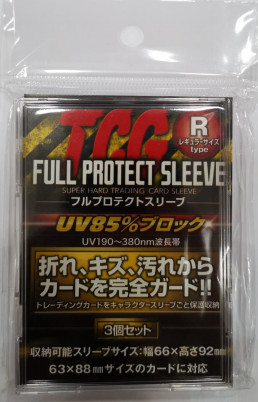 TCG
R
レギュラーサイズ
type
FULL PROTECT SLEEVE
SUPER HARD TRADING CARD SLEEVE
フルプロテクトスリーブ
UV85%ブロック
UV190～380nm波長帯
折れ、キズ、汚れから
カードを完全ガード!!
トレーディングカードをキャラクタースリーブごと保護収納
3個セット
収納可能スリーブサイズ:幅66×高さ92mm
63×88mmサイズのカードに対応